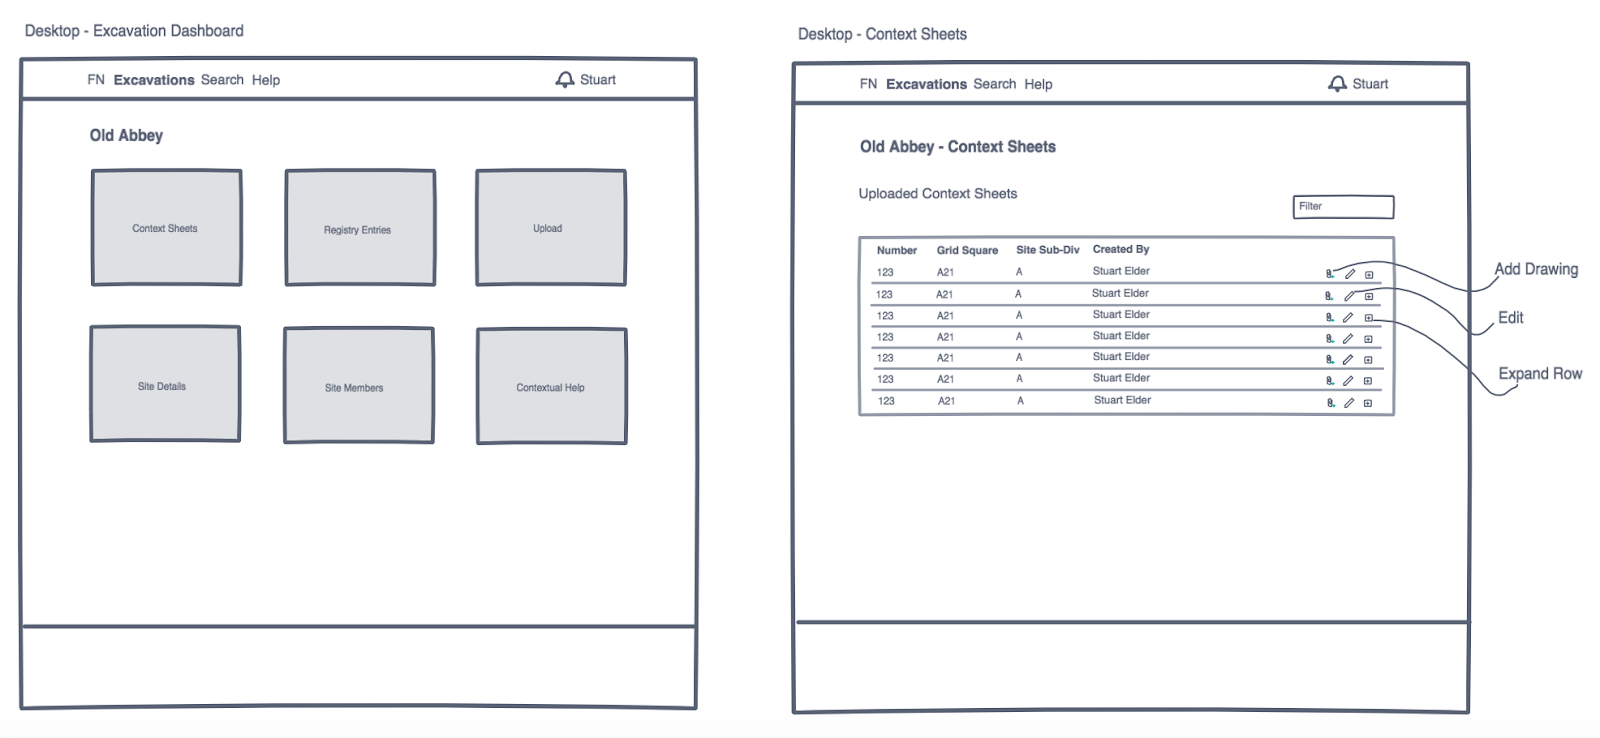 Desktop - Excavation Dashboard
FN Excavations Search Help Stuart
Old Abbey
Context Sheets Registry Entries Upload
Site Details Site Members Contextual Help
Desktop - Context Sheets
FN Excavations Search Help Stuart
Old Abbey - Context Sheets
Uploaded Context Sheets
Filter
Number Grid Square Site Sub-Div Created By
123 A21 A Stuart Elder
123 A21 A Stuart Elder
123 A21 A Stuart Elder
123 A21 A Stuart Elder
123 A21 A Stuart Elder
123 A21 A Stuart Elder
123 A21 A Stuart Elder
Add Drawing
Edit
Expand Row